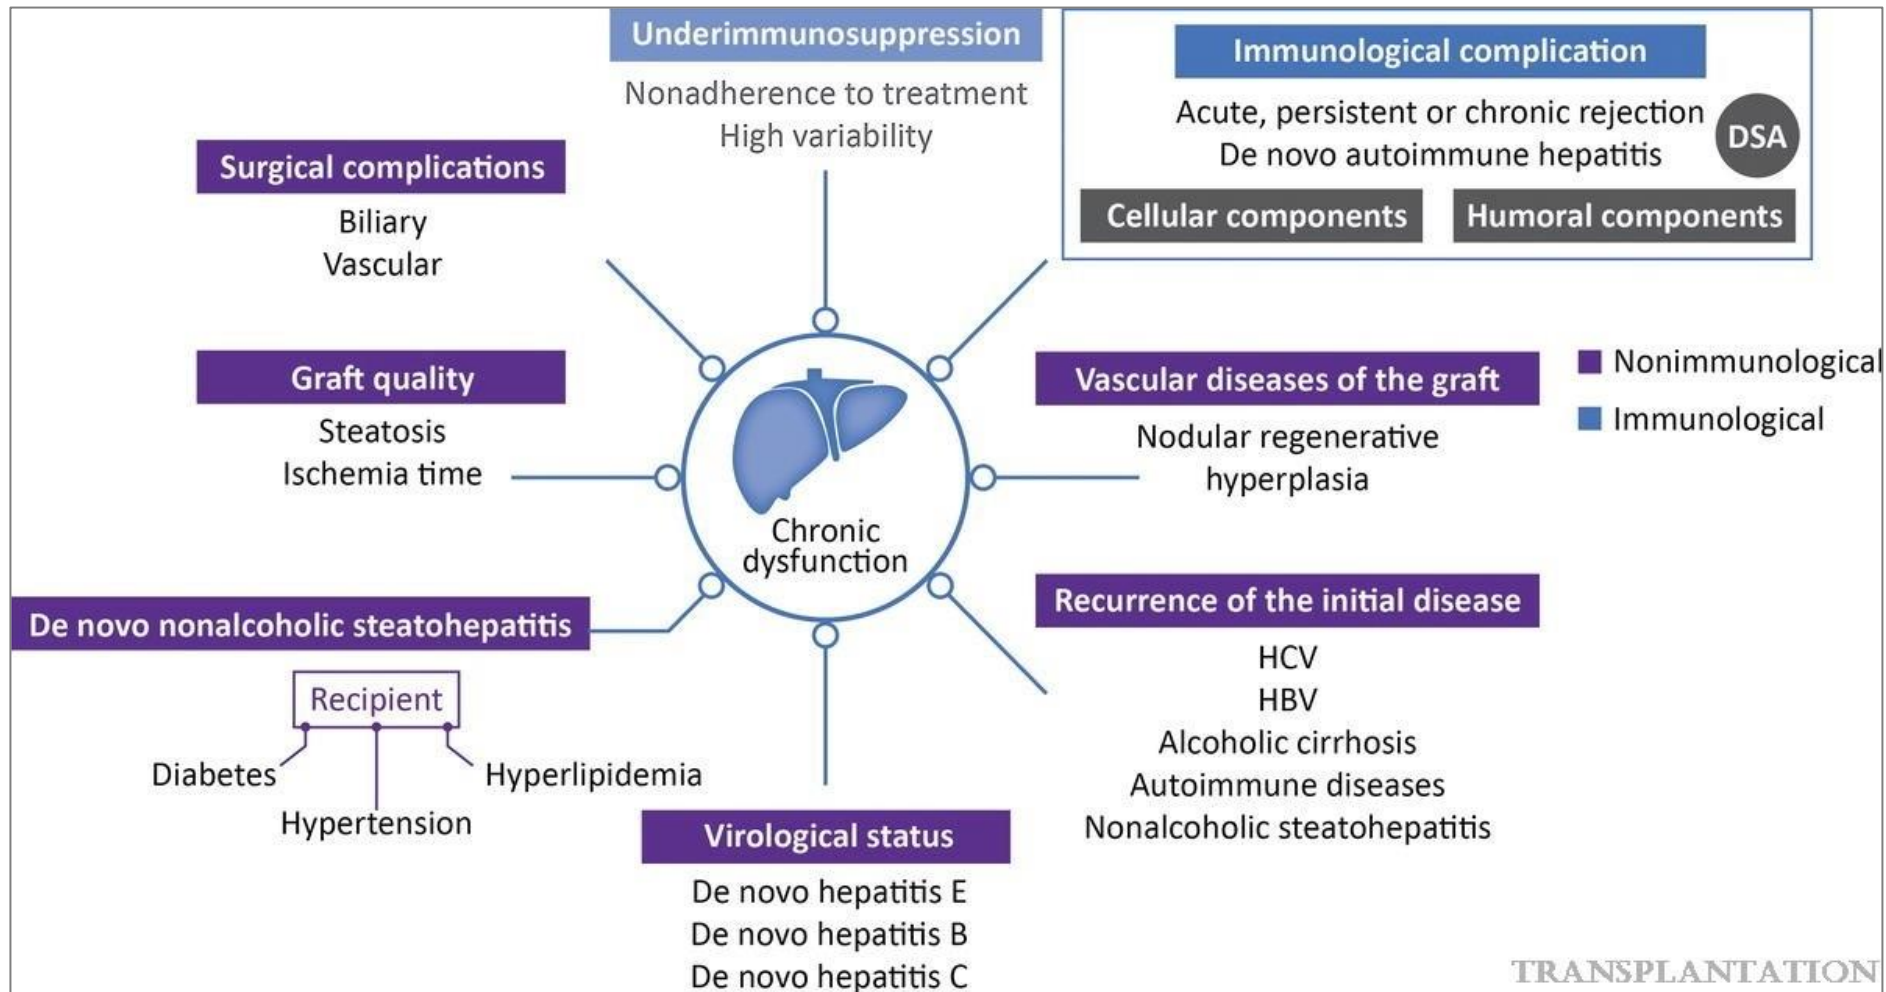 Underimmunosuppression
Nonadherence to treatment
High variability
Immunological complication
Acute, persistent or chronic rejection
De novo autoimmune hepatitis
DSA
Cellular components
Humoral components
Surgical complications
Biliary
Vascular
Graft quality
Steatosis
Ischemia time
Vascular diseases of the graft
Nodular regenerative
hyperplasia
Nonimmunological
Immunological
Chronic
dysfunction
De novo nonalcoholic steatohepatitis
Recipient
Diabetes
Hyperlipidemia
Hypertension
Recurrence of the initial disease
HCV
HBV
Alcoholic cirrhosis
Autoimmune diseases
Nonalcoholic steatohepatitis
Virological status
De novo hepatitis E
De novo hepatitis B
De novo hepatitis C
TRANSPLANTATION